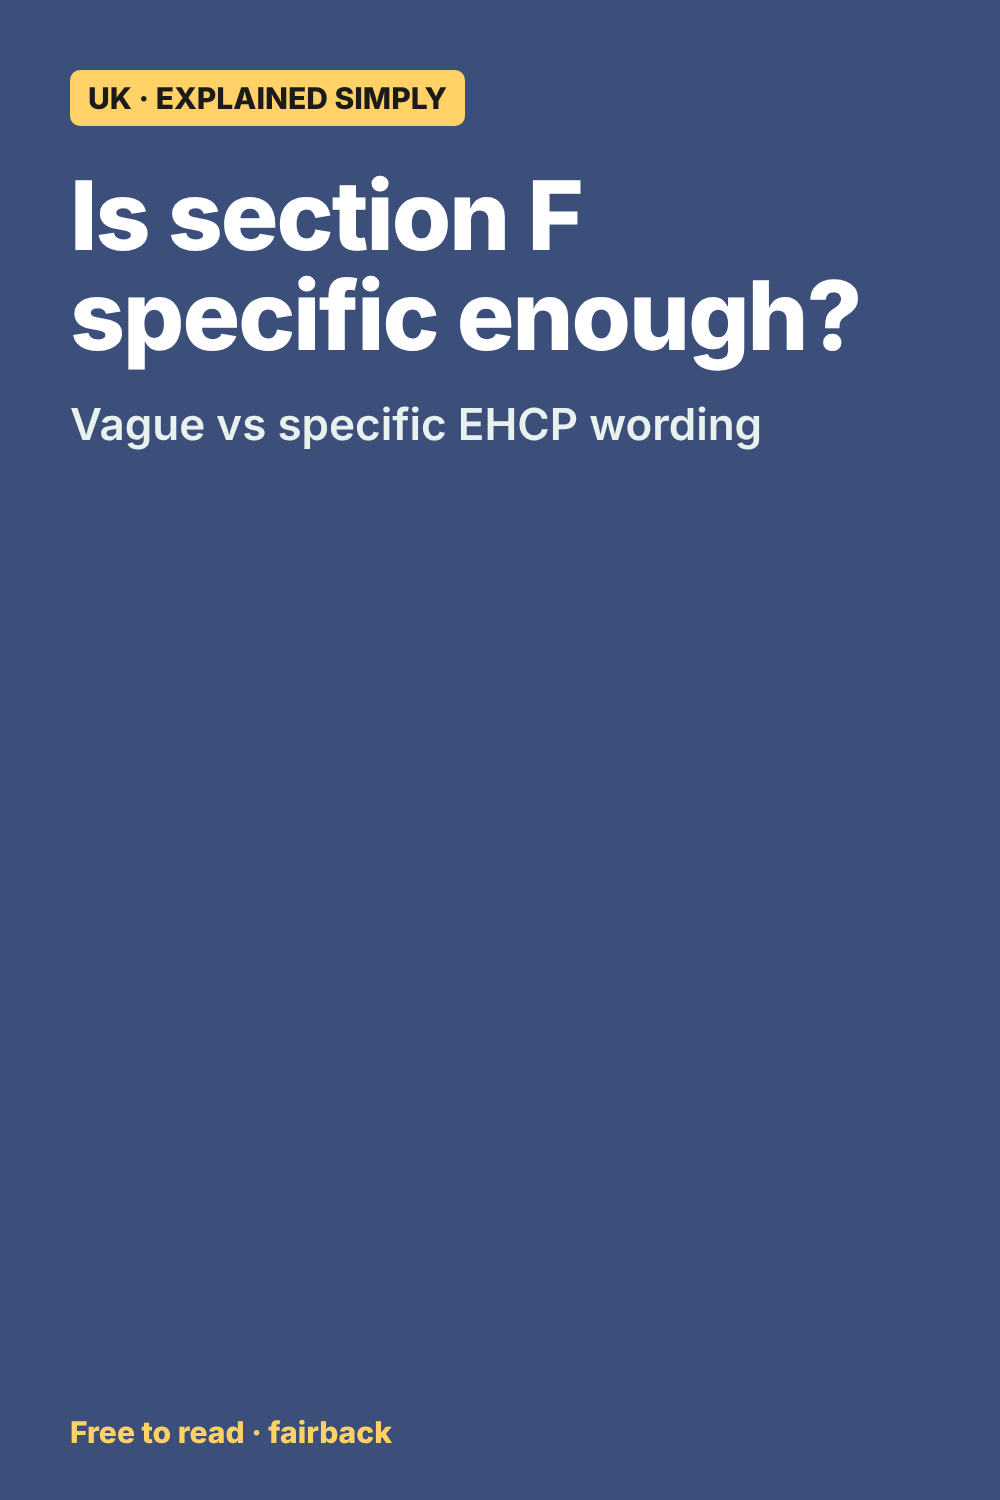 UK · EXPLAINED SIMPLY
Is section F
specific enough?
Vague vs specific EHCP wording
Free to read · fairback